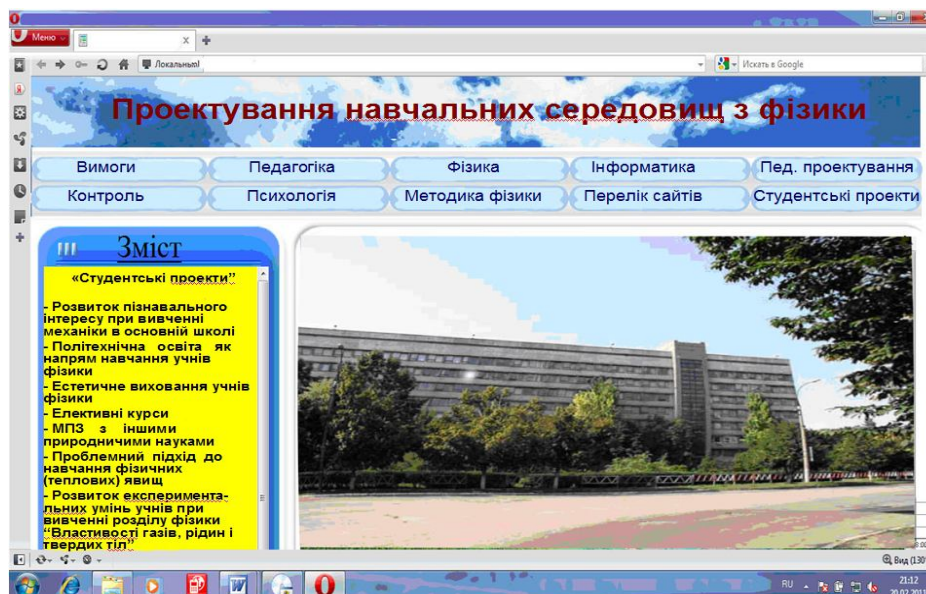 Меню
Локальный
Искать в Google
Проектування навчальних середовищ з фізики
Вимоги Педагогіка Фізика Інформатика Пед. проектування
Контроль Психологія Методика фізики Перелік сайтів Студентські проекти
Зміст
«Студентські проекти”
- Розвиток пізнавального
інтересу при вивченні
механіки в основній школі
- Політехнічна освіта як
напрям навчання учнів
фізики
- Естетичне виховання учнів
фізики
- Елективні курси
- МПЗ з іншими
природничими науками
- Проблемний підхід до
навчання фізичних
(теплових) явищ
- Розвиток експеримента-
льних умінь учнів при
вивченні розділу фізики
“Властивості газів, рідин і
твердих тіл”
Вид (130
RU
21:12